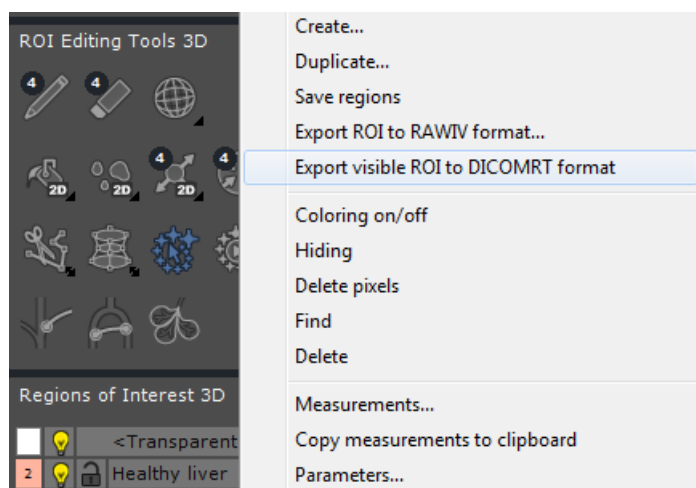 ROI Editing Tools 3D
4
4
2D
2D
4
2D
4
Regions of Interest 3D
<Transparent
2
Healthy liver
Create...
Duplicate...
Save regions
Export ROI to RAWIV format...
Export visible ROI to DICOMRT format
Coloring on/off
Hiding
Delete pixels
Find
Delete
Measurements...
Copy measurements to clipboard
Parameters...